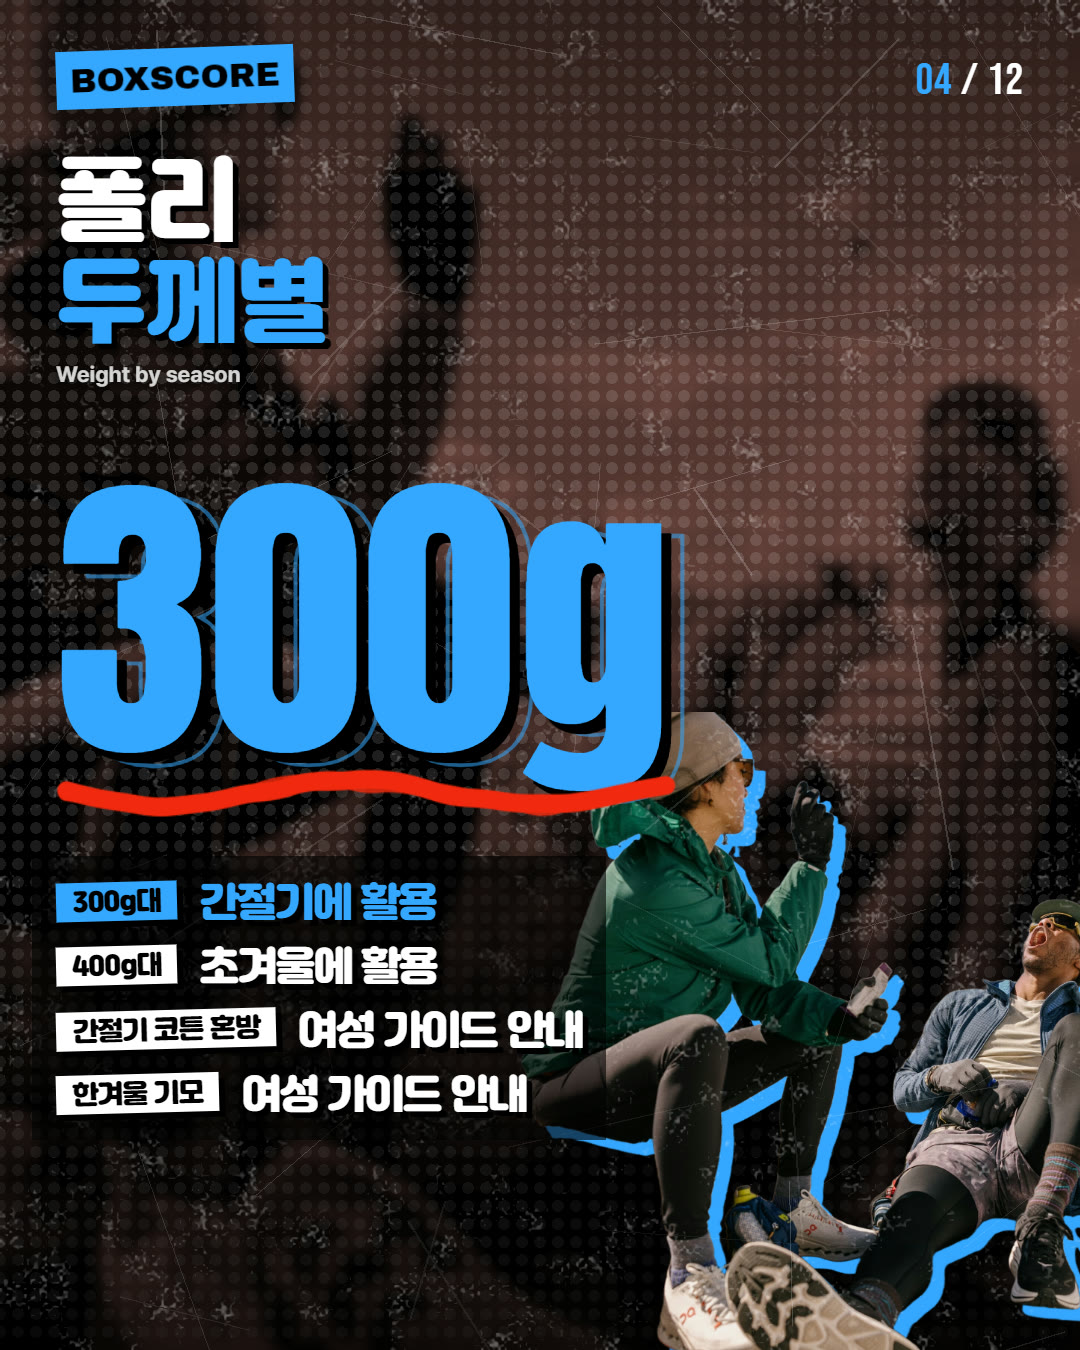 BOXSCORE
04 / 12
폴리
두께별
Weight by season
300g
300g대 간절기에 활용
400g대 초겨울에 활용
간절기 코튼 혼방 여성 가이드 안내
한겨울 기모 여성 가이드 안내